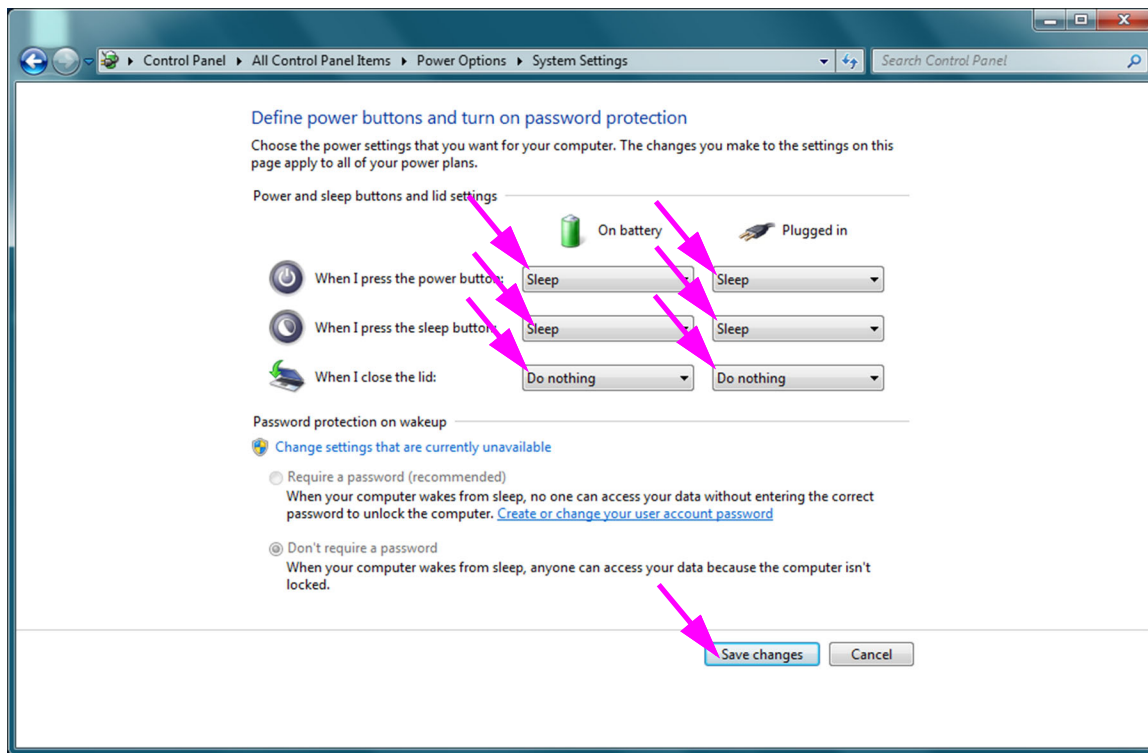 Control Panel ▸ All Control Panel Items ▸ Power Options ▸ System Settings
Search Control Panel
Define power buttons and turn on password protection
Choose the power settings that you want for your computer. The changes you make to the settings on this
page apply to all of your power plans.
Power and sleep buttons and lid settings
On battery
Plugged in
When I press the power button:
Sleep
Sleep
When I press the sleep button:
Sleep
Sleep
When I close the lid:
Do nothing
Do nothing
Password protection on wakeup
Change settings that are currently unavailable
Require a password (recommended)
When your computer wakes from sleep, no one can access your data without entering the correct
password to unlock the computer. Create or change your user account password
Don't require a password
When your computer wakes from sleep, anyone can access your data because the computer isn't
locked.
Save changes
Cancel